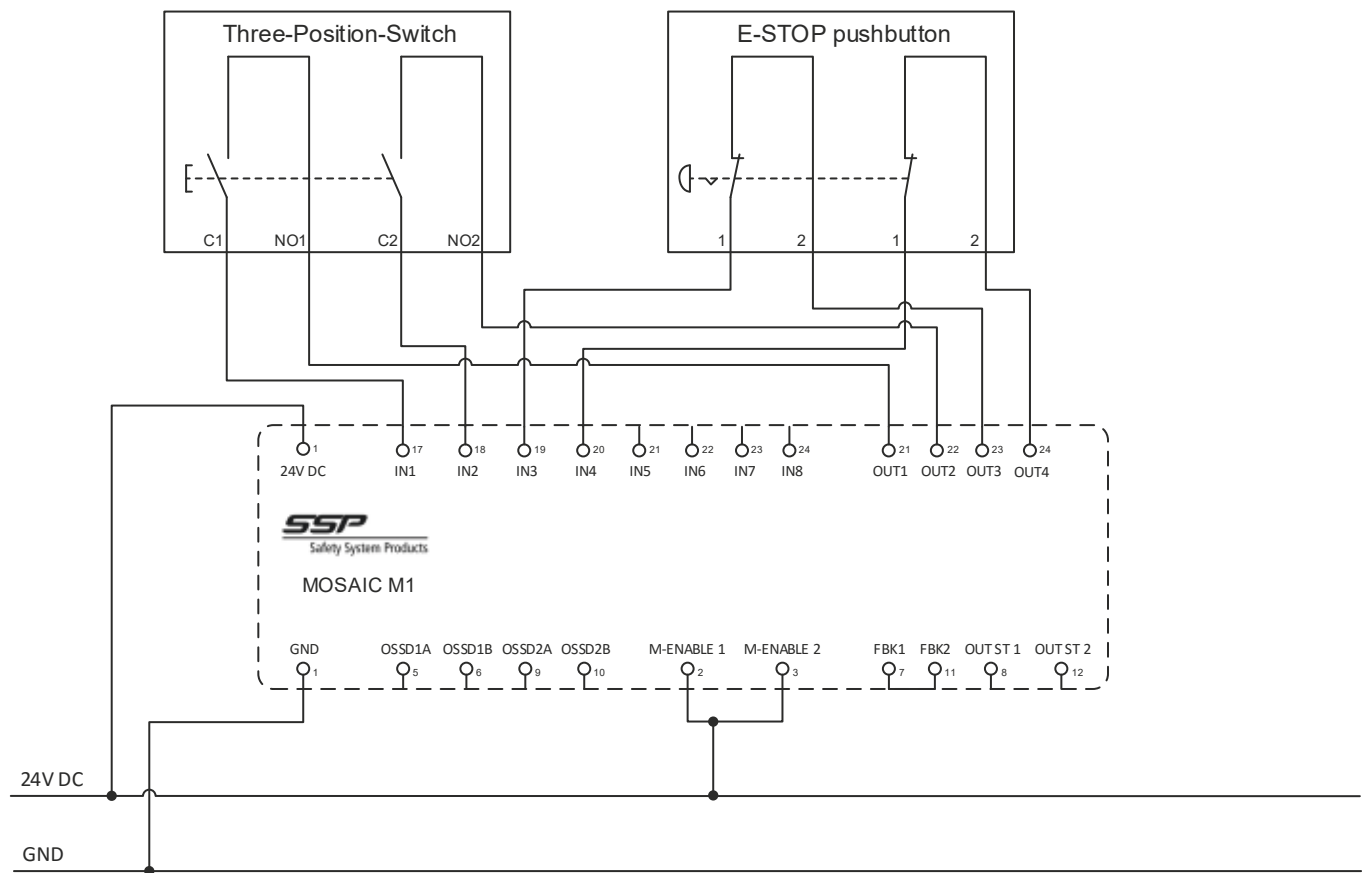 Three-Position-Switch
E-STOP pushbutton
C1 NO1 C2 NO2
1 2 1 2
1 17 18 19 20 21 22 23 24 21 22 23 24
24V DC IN1 IN2 IN3 IN4 IN5 IN6 IN7 IN8 OUT1 OUT2 OUT3 OUT4
SSP
Safety System Products
MOSAIC M1
GND OSSD1A OSSD1B OSSD2A OSSD2B M-ENABLE 1 M-ENABLE 2 FBK1 FBK2 OUT ST 1 OUT ST 2
1 5 6 9 10 2 3 7 11 8 12
24V DC
GND